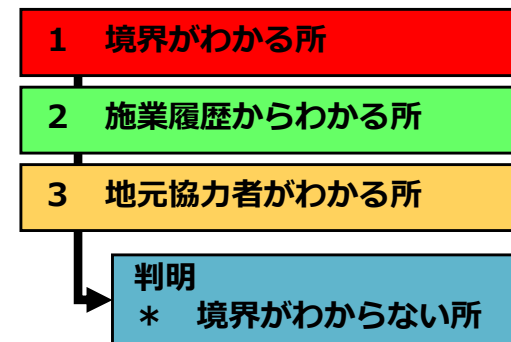 1 境界がわかる所
2 施業履歴からわかる所
3 地元協力者がわかる所
判明
＊ 境界がわからない所